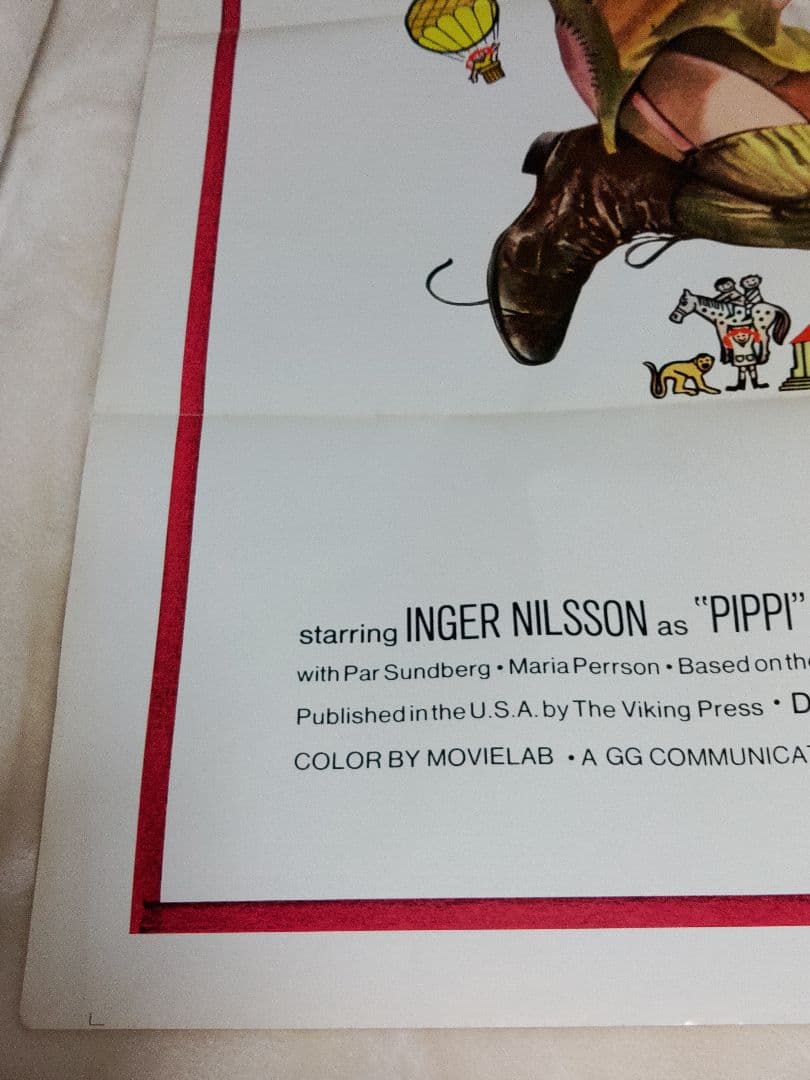 starring INGER NILSSON as "PIPPI"
with Par Sundberg • Maria Perrson • Based on the
Published in the U.S.A. by The Viking Press • D
COLOR BY MOVIELAB • A GG COMMUNICAT